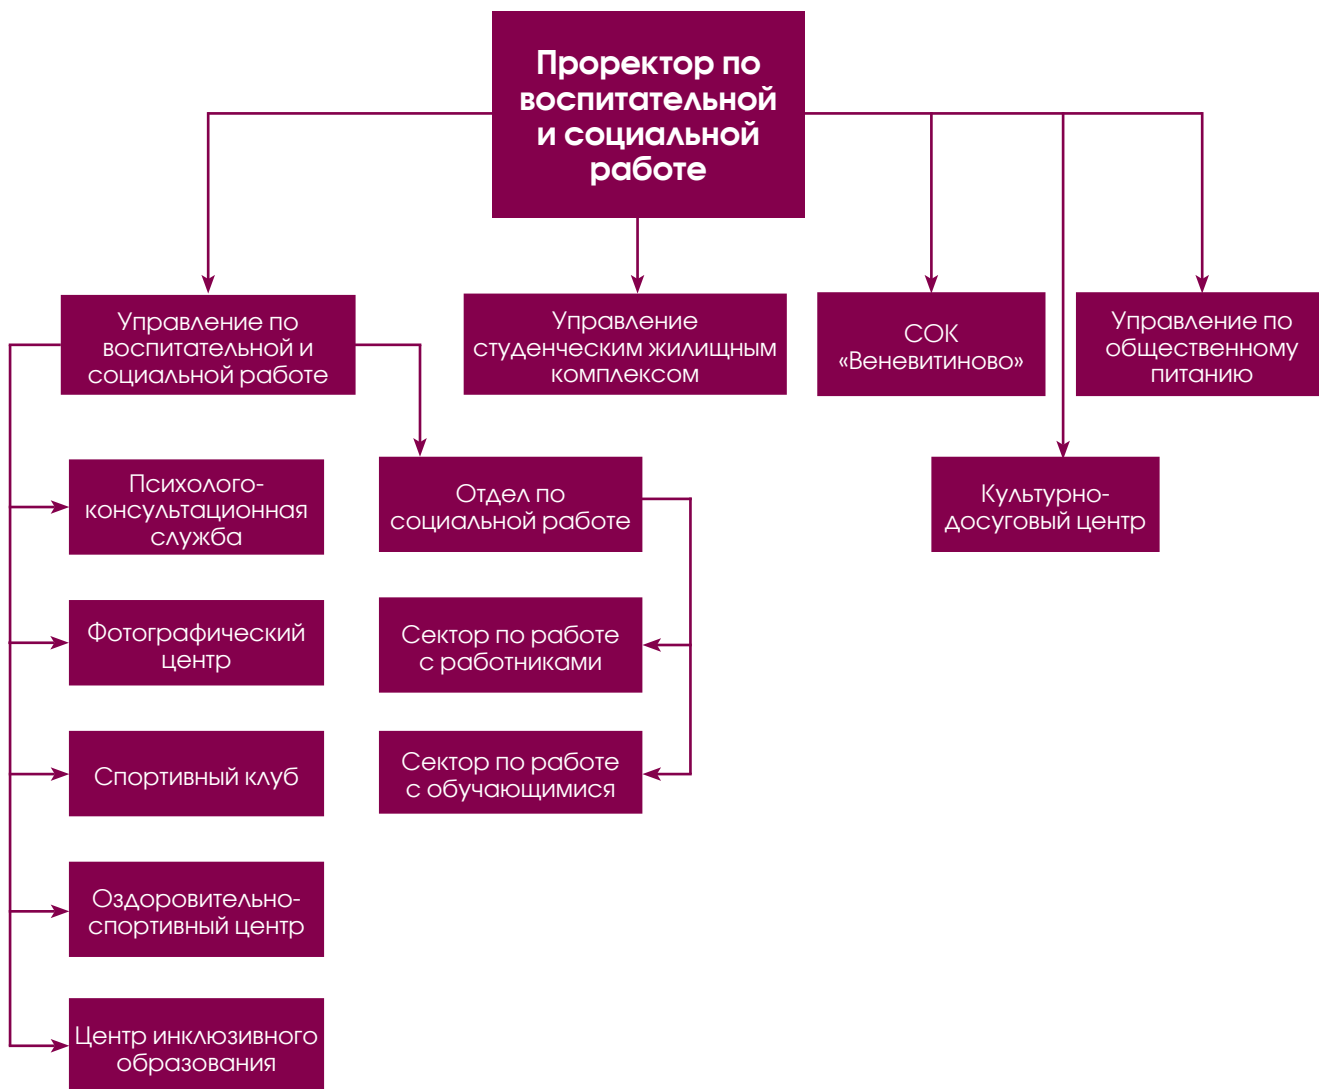 Проректор по
воспитательной
и социальной
работе
Управление по
воспитательной и
социальной работе
Управление
студенческим жилищным
комплексом
СОК
«Веневитиново»
Управление по
общественному
питанию
Психолого-
консультационная
служба
Отдел по
социальной работе
Культурно-
досуговый центр
Фотографический
центр
Сектор по работе
с работниками
Спортивный клуб
Сектор по работе
с обучающимися
Оздоровительно-
спортивный центр
Центр инклюзивного
образования